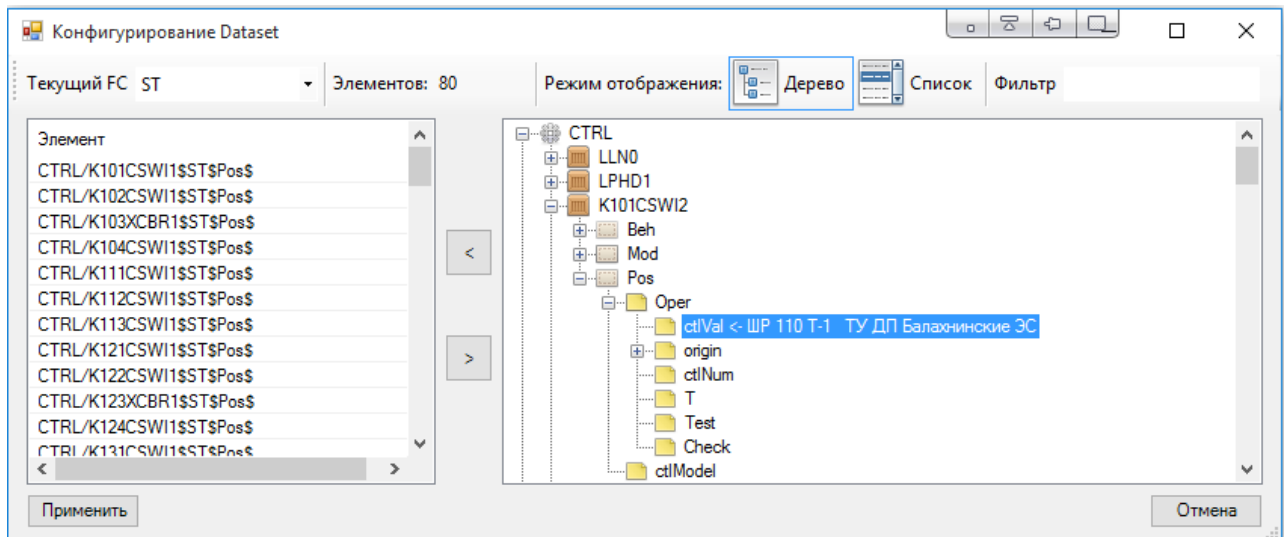 Конфигурирование Dataset
Текущий FC ST Элементов: 80 Режим отображения: Дерево Список Фильтр
Элемент
CTRL/K101CSWI1$ST$Pos$
CTRL/K102CSWI1$ST$Pos$
CTRL/K103XCBR1$ST$Pos$
CTRL/K104CSWI1$ST$Pos$
CTRL/K111CSWI1$ST$Pos$
CTRL/K112CSWI1$ST$Pos$
CTRL/K113CSWI1$ST$Pos$
CTRL/K121CSWI1$ST$Pos$
CTRL/K122CSWI1$ST$Pos$
CTRL/K123XCBR1$ST$Pos$
CTRL/K124CSWI1$ST$Pos$
CTRL/K131CSWI1$ST$Pos$
<
>
CTRL
LLN0
LPHD1
K101CSWI2
Beh
Mod
Pos
Oper
ctlVal <- ШР 110 Т-1 ТУ ДП Балахнинские ЭС
origin
ctlNum
T
Test
Check
ctlModel
Применить
Отмена